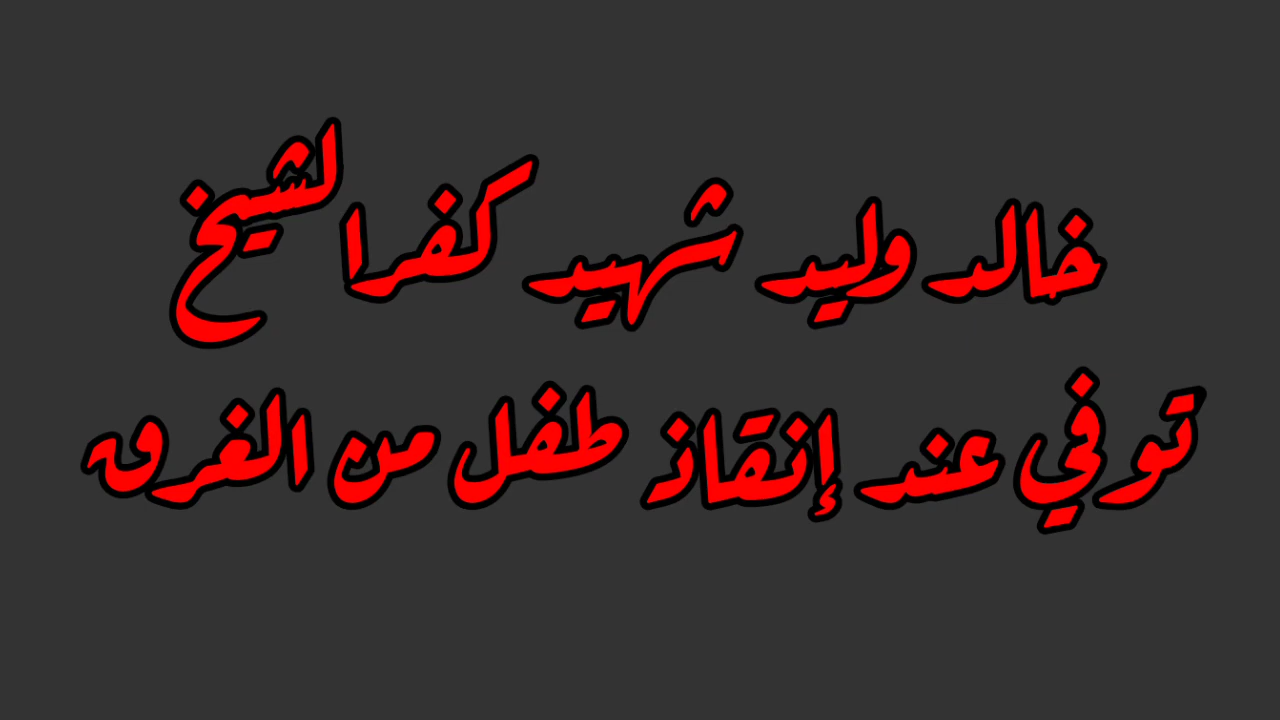 خالد وليد شهيد كفرالشيخ
توفي عند إنقاذ طفل من الغرق